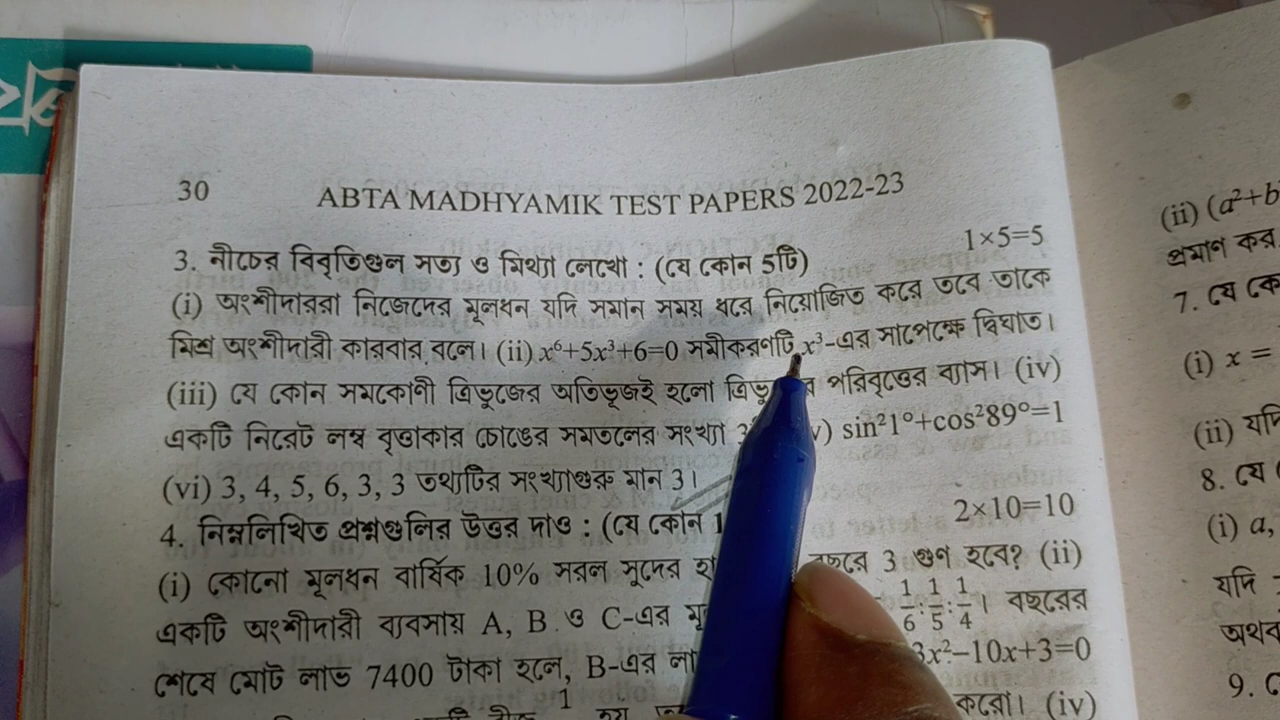 30
ABTA MADHYAMIK TEST PAPERS 2022-23
1×5=5
3. নীচের বিবৃতিগুল সত্য ও মিথ্যা লেখো : (যে কোন 5টি)
(i) অংশীদাররা নিজেদের মূলধন যদি সমান সময় ধরে নিয়োজিত করে তবে তাকে
মিশ্র অংশীদারী কারবার বলে। (ii) x⁶+5x³+6=0 সমীকরণটি x³-এর সাপেক্ষে দ্বিঘাত।
(iii) যে কোন সমকোণী ত্রিভুজের অতিভূজই হলো পরিবৃত্তের ব্যাস। (iv)
একটি নিরেট লম্ব বৃত্তাকার চোঙের সমতলের সংখ্যা sin²1°+cos²89°=1
(vi) 3, 4, 5, 6, 3, 3 তথ্যটির সংখ্যাগুরু মান 3।
4. নিম্নলিখিত প্রশ্নগুলির উত্তর দাও : (যে কোন 2×10=10
(i) কোনো মূলধন বার্ষিক 10% সরল সুদের বছরে 3 গুণ হবে? (ii)
একটি অংশীদারী ব্যবসায় A, B ও C-এর 1/6:1/5:1/4। বছরের
শেষে মোট লাভ 7400 টাকা হলে, B-এর 3x²-10x+3=0
করো। (iv)
(ii)
প্রমাণ কর
7. যে
(i) x =
(ii) যদি
8. যে
(i) a,
যদি
অথবা
9.